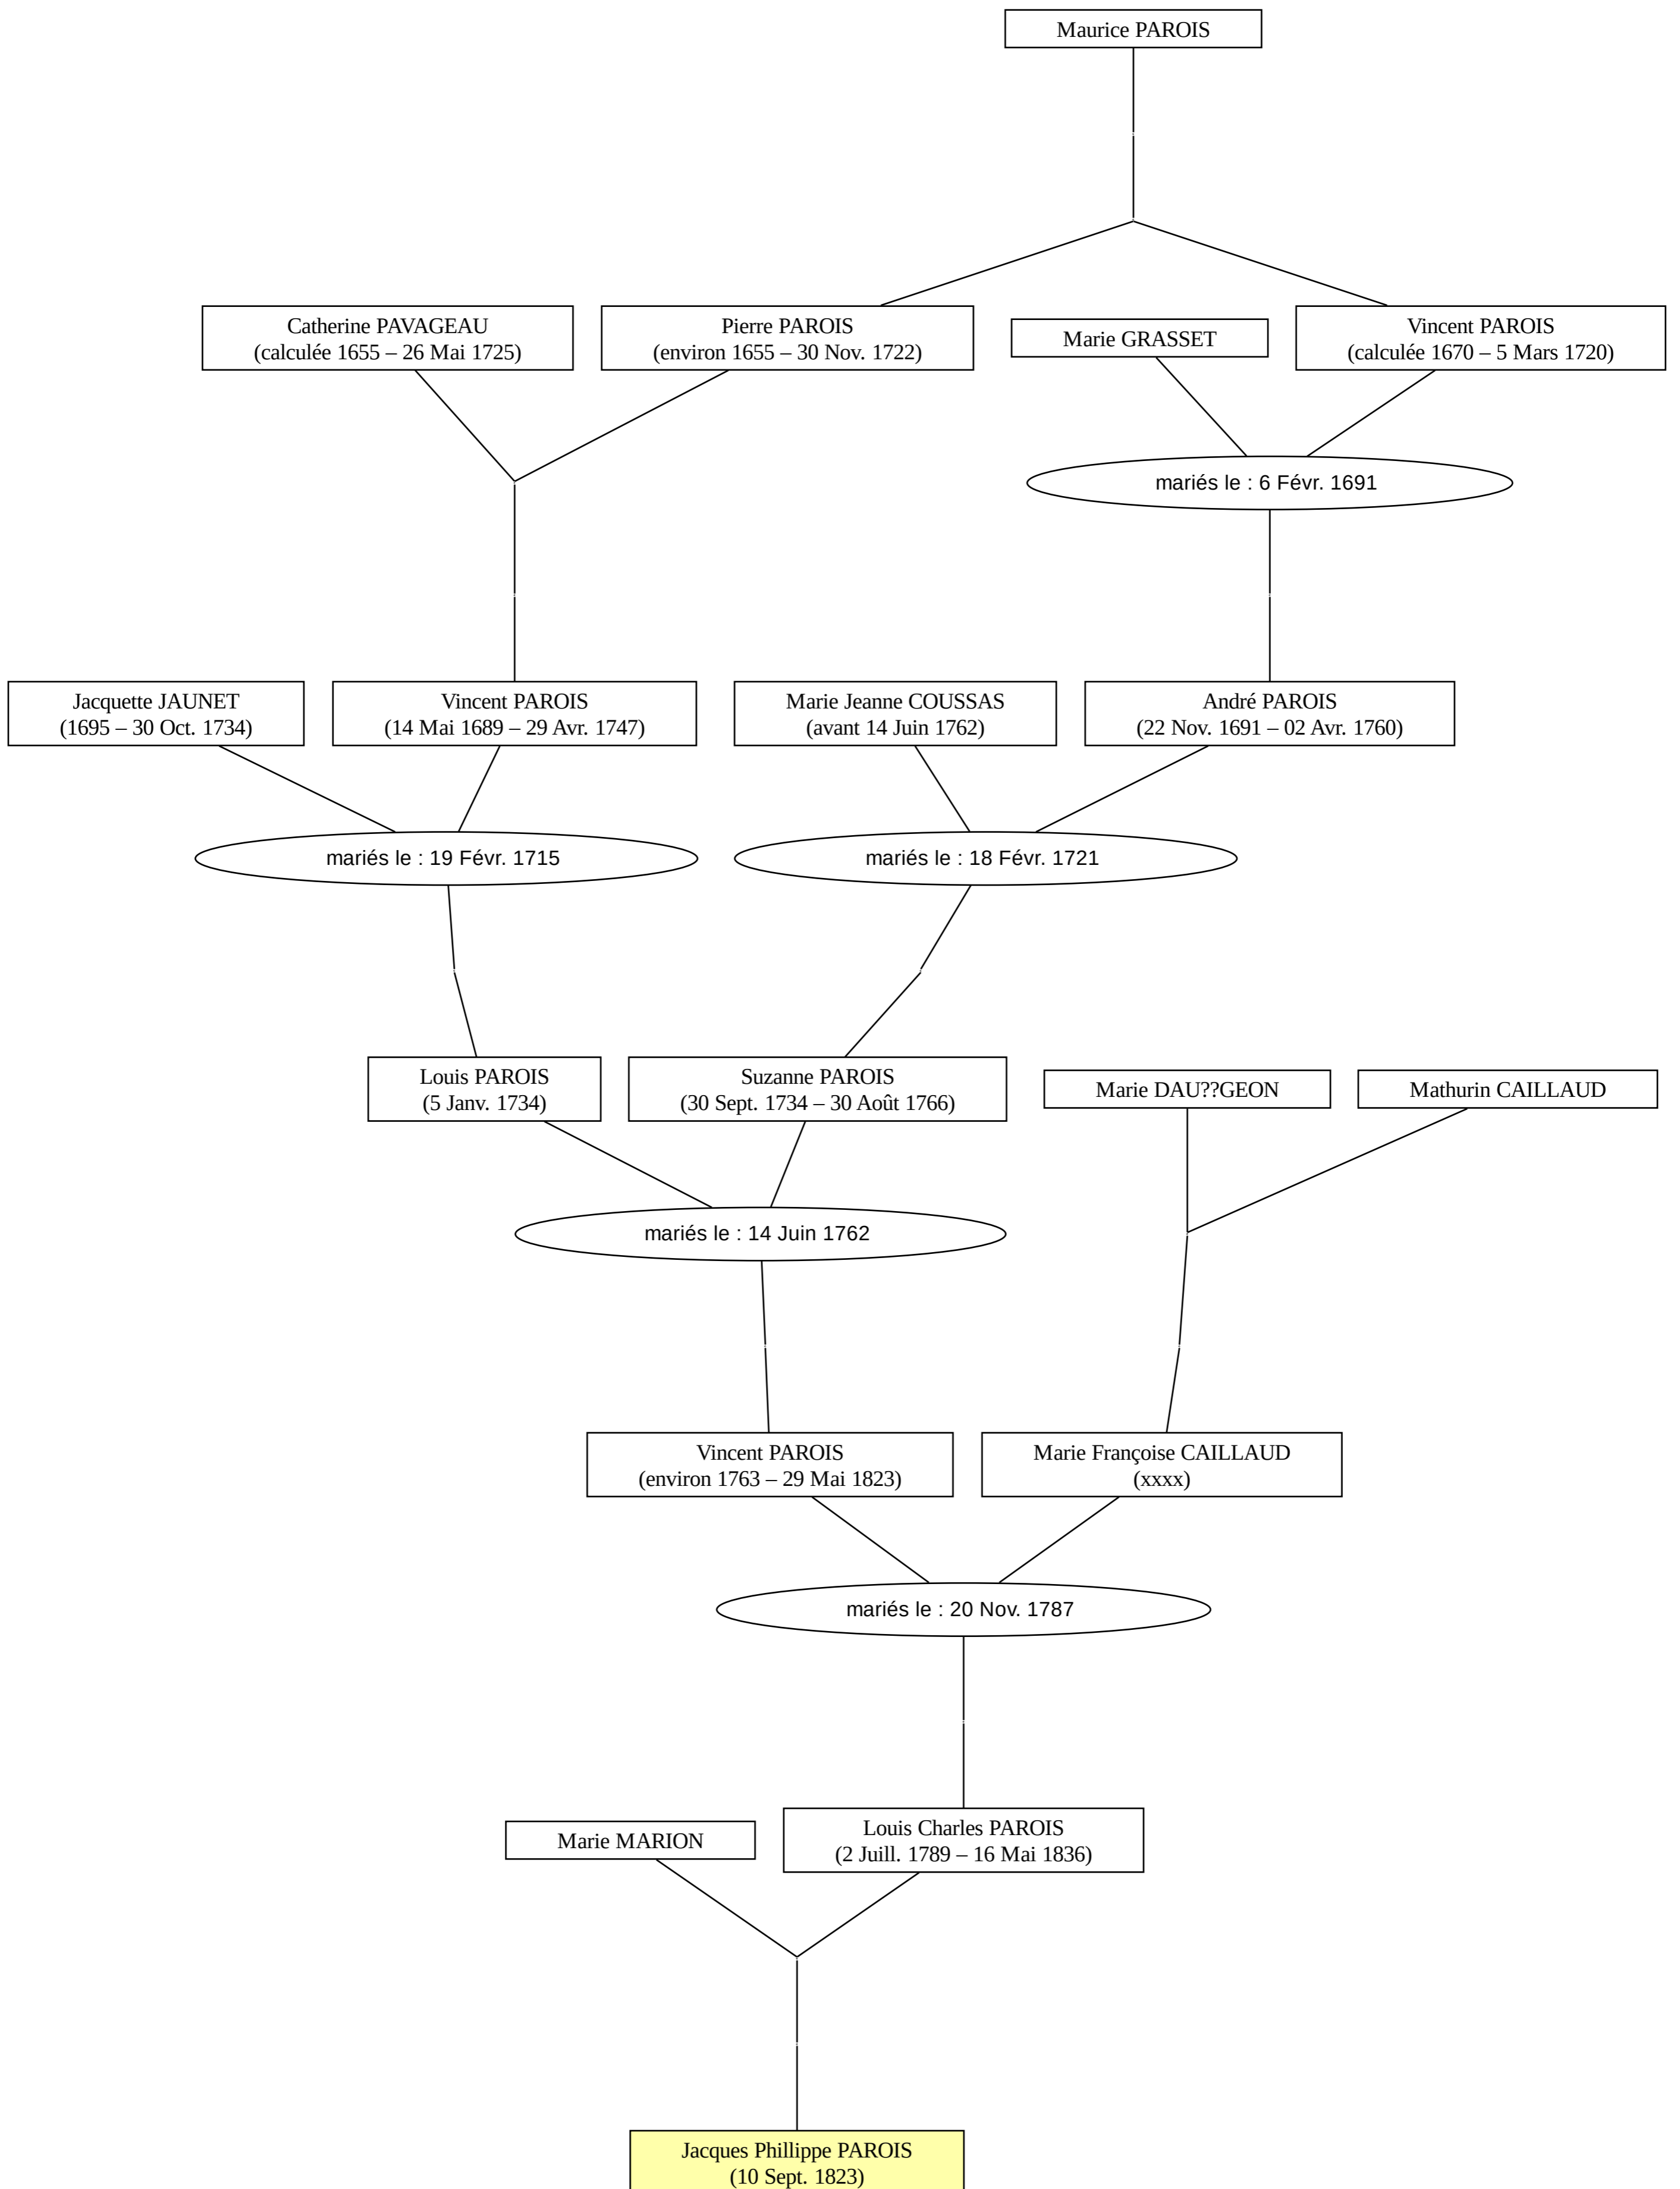 Maurice PAROIS
Catherine PAVAGEAU
(calculée 1655 – 26 Mai 1725)
Pierre PAROIS
(environ 1655 – 30 Nov. 1722)
Marie GRASSET
Vincent PAROIS
(calculée 1670 – 5 Mars 1720)
mariés le : 6 Févr. 1691
Jacquette JAUNET
(1695 – 30 Oct. 1734)
Vincent PAROIS
(14 Mai 1689 – 29 Avr. 1747)
Marie Jeanne COUSSAS
(avant 14 Juin 1762)
André PAROIS
(22 Nov. 1691 – 02 Avr. 1760)
mariés le : 19 Févr. 1715
mariés le : 18 Févr. 1721
Louis PAROIS
(5 Janv. 1734)
Suzanne PAROIS
(30 Sept. 1734 – 30 Août 1766)
Marie DAU??GEON
Mathurin CAILLAUD
mariés le : 14 Juin 1762
Vincent PAROIS
(environ 1763 – 29 Mai 1823)
Marie Françoise CAILLAUD
(xxxx)
mariés le : 20 Nov. 1787
Marie MARION
Louis Charles PAROIS
(2 Juill. 1789 – 16 Mai 1836)
Jacques Phillippe PAROIS
(10 Sept. 1823)